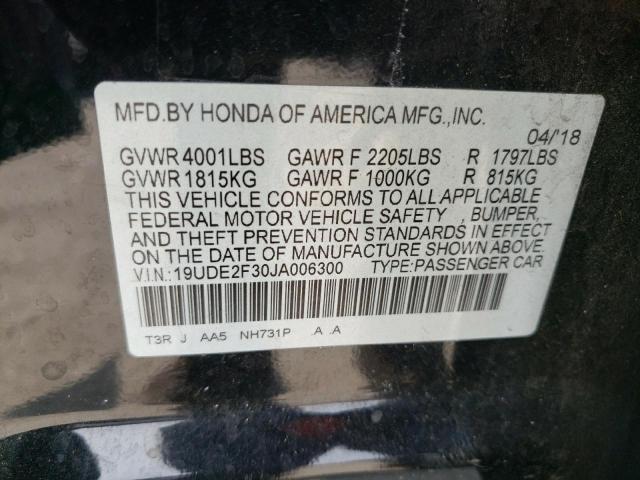 MFD.BY HONDA OF AMERICA MFG.,INC.
04/'18
GVWR 4001LBS GAWR F 2205LBS R 1797LBS
GVWR 1815KG GAWR F 1000KG R 815KG
THIS VEHICLE CONFORMS TO ALL APPLICABLE
FEDERAL MOTOR VEHICLE SAFETY , BUMPER,
AND THEFT PREVENTION STANDARDS IN EFFECT
ON THE DATE OF MANUFACTURE SHOWN ABOVE.
V.I.N.:19UDE2F30JA006300 TYPE:PASSENGER CAR
T3R J AA5 NH731P .A .A